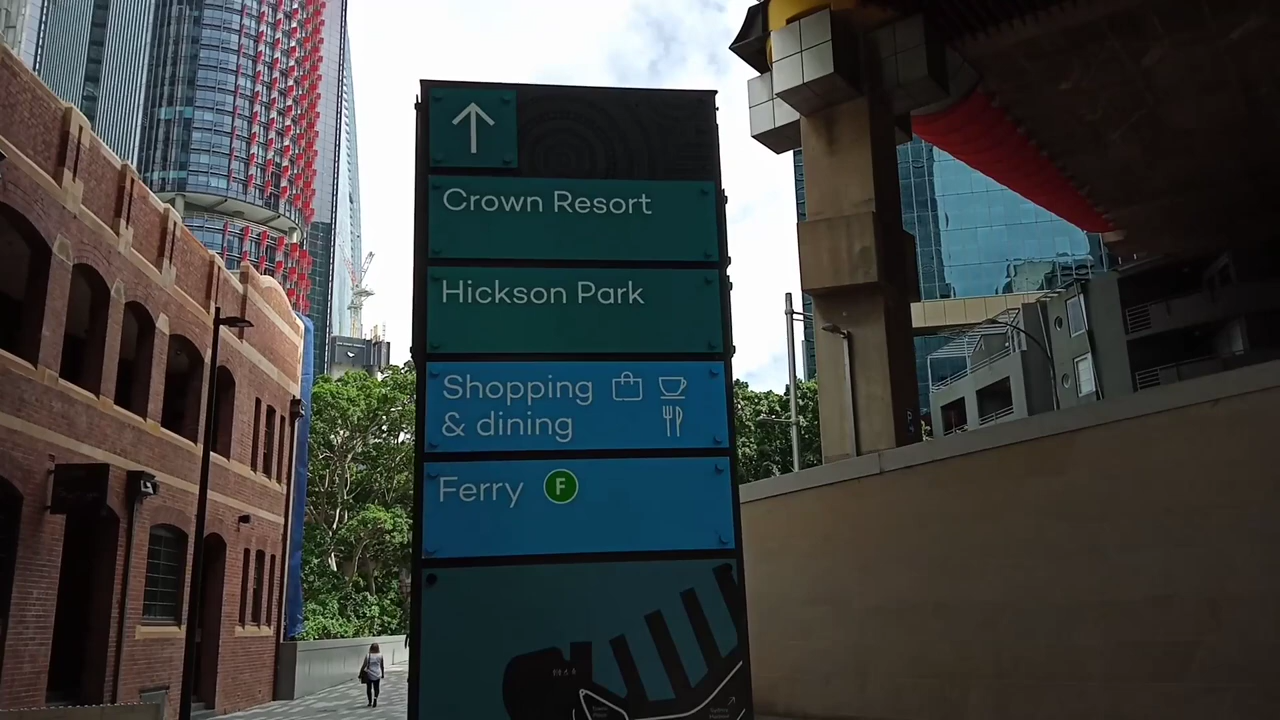 Crown Resort
Hickson Park
Shopping
& dining
Ferry F